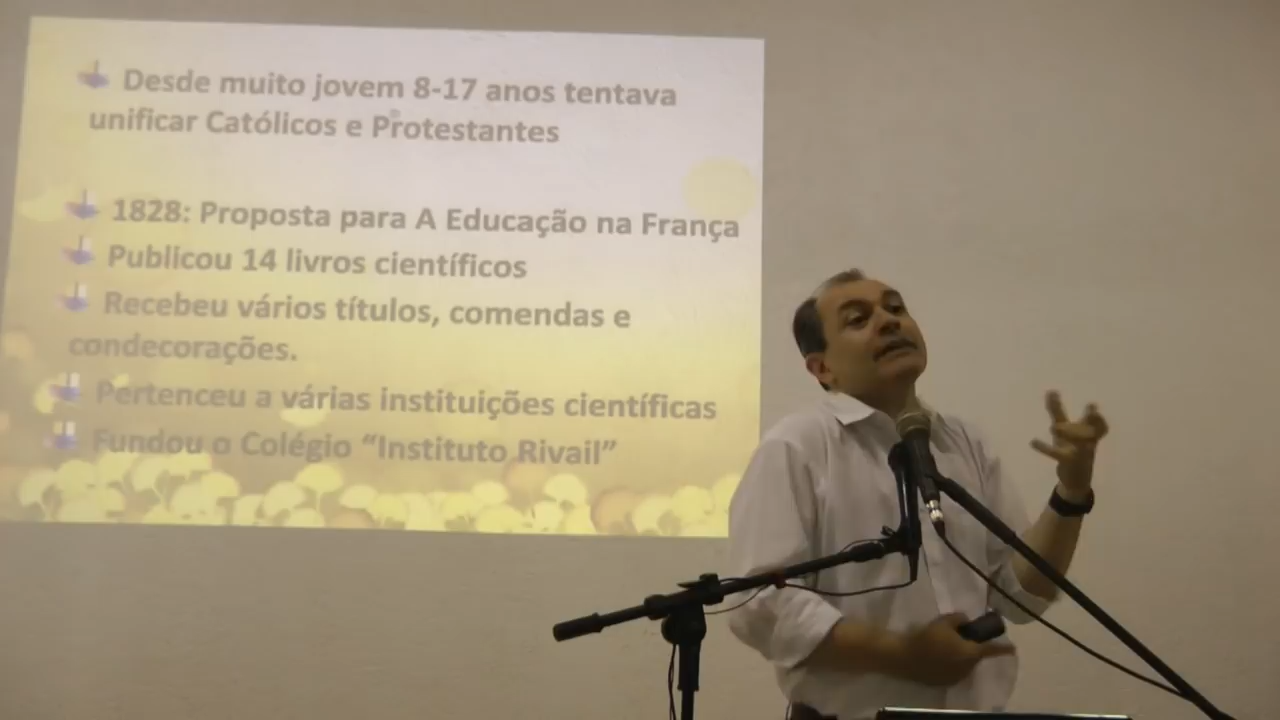 Desde muito jovem 8-17 anos tentava
unificar Católicos e Protestantes
1828: Proposta para A Educação na França
Publicou 14 livros científicos
Recebeu vários títulos, comendas e
condecorações.
Pertenceu a várias instituições científicas
Fundou o Colégio “Instituto Rivail”